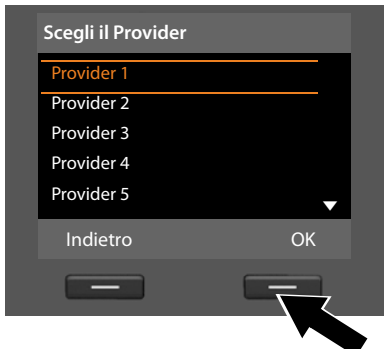 Scegli il Provider
Provider 1
Provider 2
Provider 3
Provider 4
Provider 5
Indietro OK